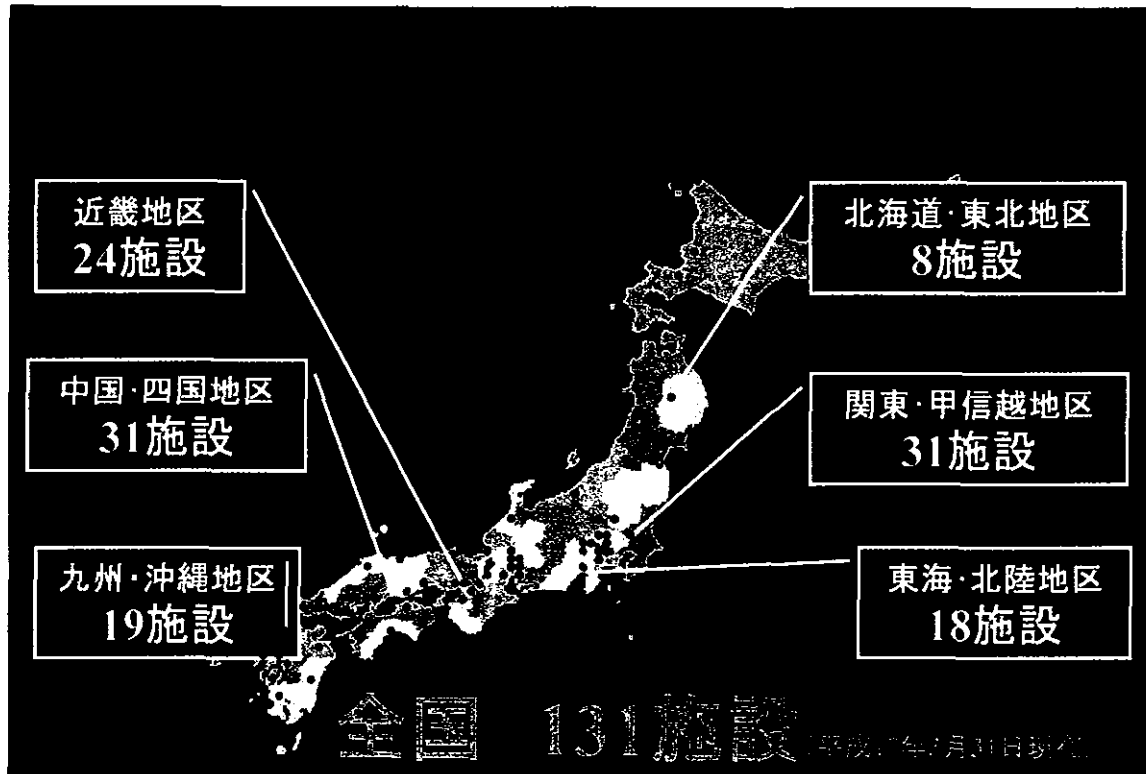 近畿地区
24施設
北海道・東北地区
8施設
中国・四国地区
31施設
関東・甲信越地区
31施設
九州・沖縄地区
19施設
東海・北陸地区
18施設
全国 131施設
日現在